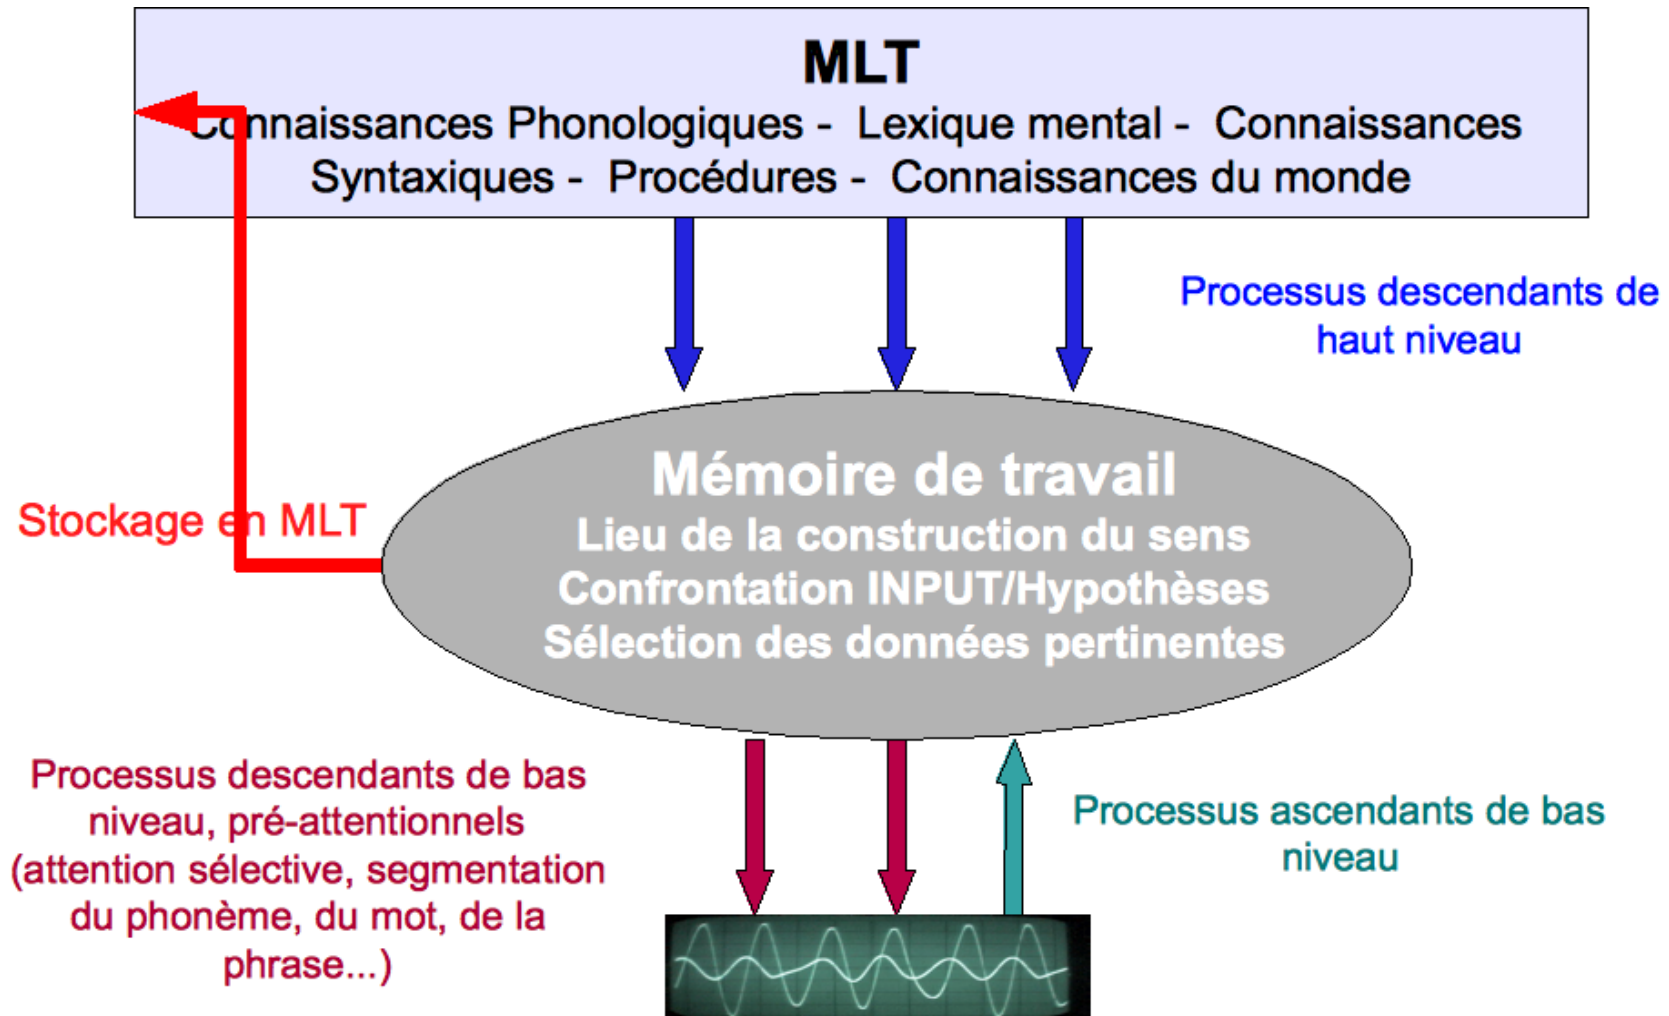 MLT
Connaissances Phonologiques - Lexique mental - Connaissances
Syntaxiques - Procédures - Connaissances du monde
Processus descendants de
haut niveau
Mémoire de travail
Lieu de la construction du sens
Confrontation INPUT/Hypothèses
Sélection des données pertinentes
Stockage en MLT
Processus descendants de bas
niveau, pré-attentionnels
(attention sélective, segmentation
du phonème, du mot, de la
phrase...)
Processus ascendants de bas
niveau